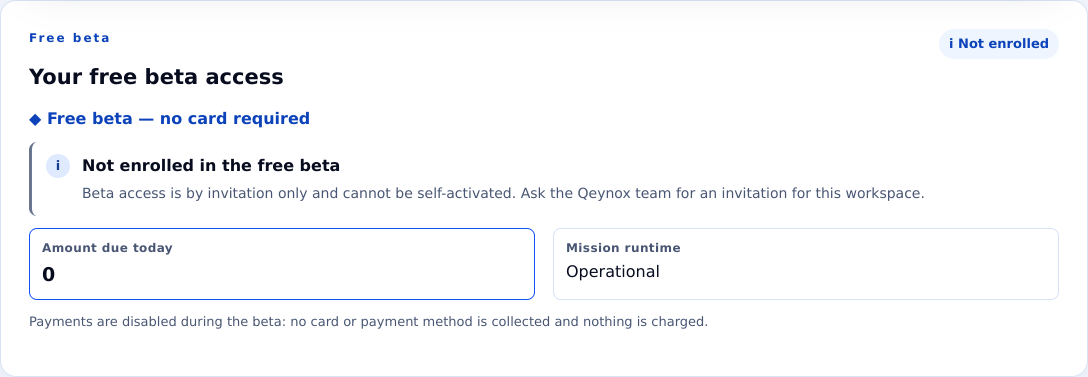 Free beta
i Not enrolled
Your free beta access
◆ Free beta — no card required
i
Not enrolled in the free beta
Beta access is by invitation only and cannot be self-activated. Ask the Qeynox team for an invitation for this workspace.
Amount due today
0
Mission runtime
Operational
Payments are disabled during the beta: no card or payment method is collected and nothing is charged.